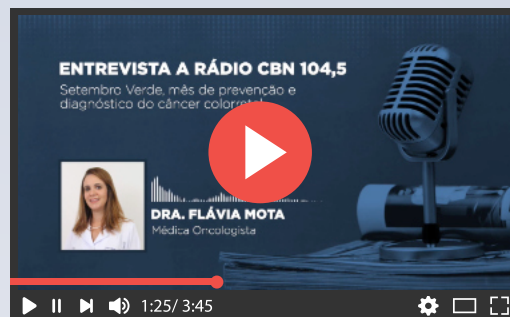 ENTREVISTA A RÁDIO CBN 104,5
Setembro Verde, mês de prevenção e
diagnóstico do câncer colorretal
DRA. FLÁVIA MOTA
Médica Oncologista
1:25/ 3:45